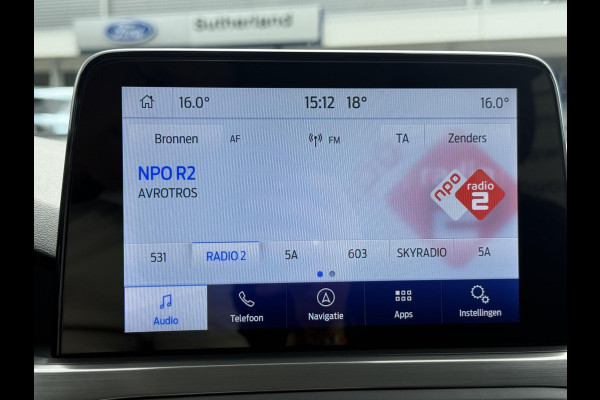 Ford Sutherland
16.0° 15:12 18° 16.0°
Bronnen AF FM TA Zenders
NPO R2
AVROTROS
npo radio 2
531 RADIO 2 5A 603 SKYRADIO 5A
Audio Telefoon Navigatie Apps Instellingen